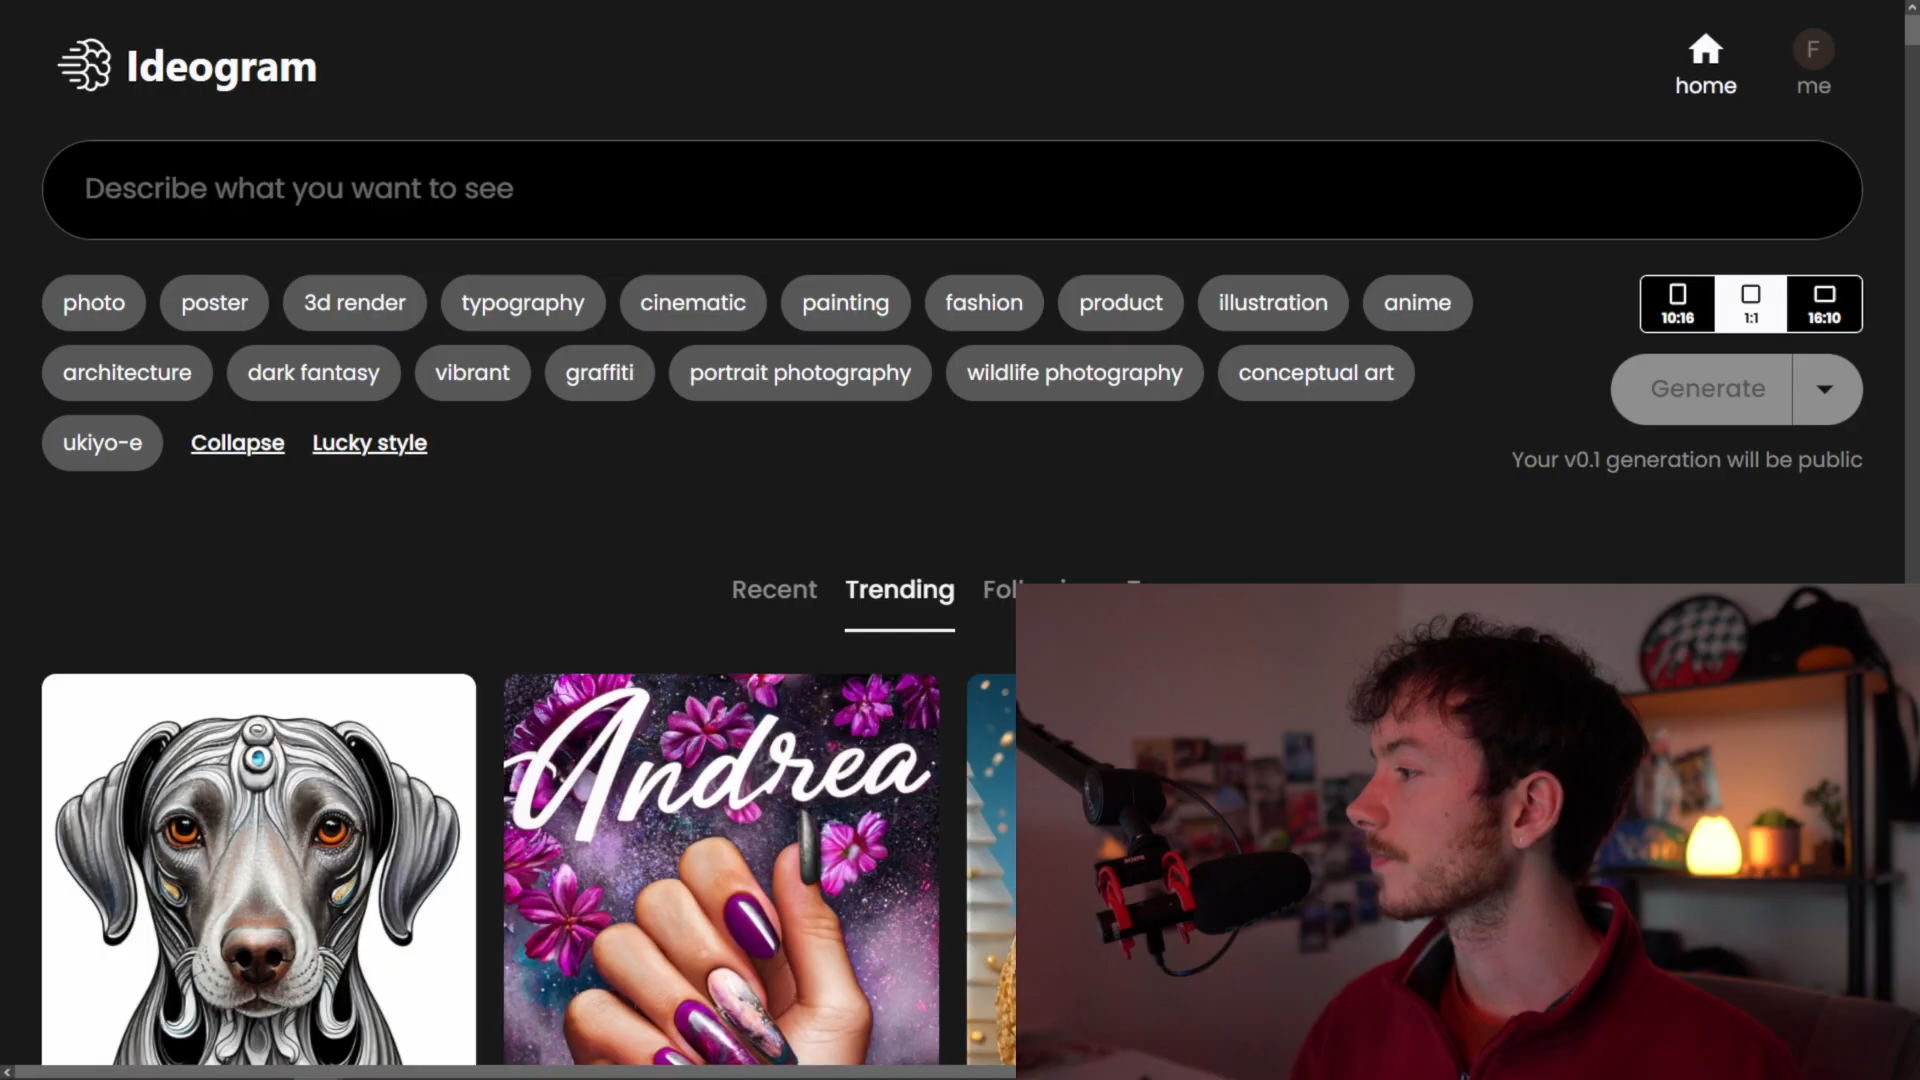 Ideogram
home
F
me
Describe what you want to see
photo poster 3d render typography cinematic painting fashion product illustration anime
10:16 1:1 16:10
architecture dark fantasy vibrant graffiti portrait photography wildlife photography conceptual art
Generate
ukiyo-e Collapse Lucky style
Your v0.1 generation will be public
Recent Trending
Andrea